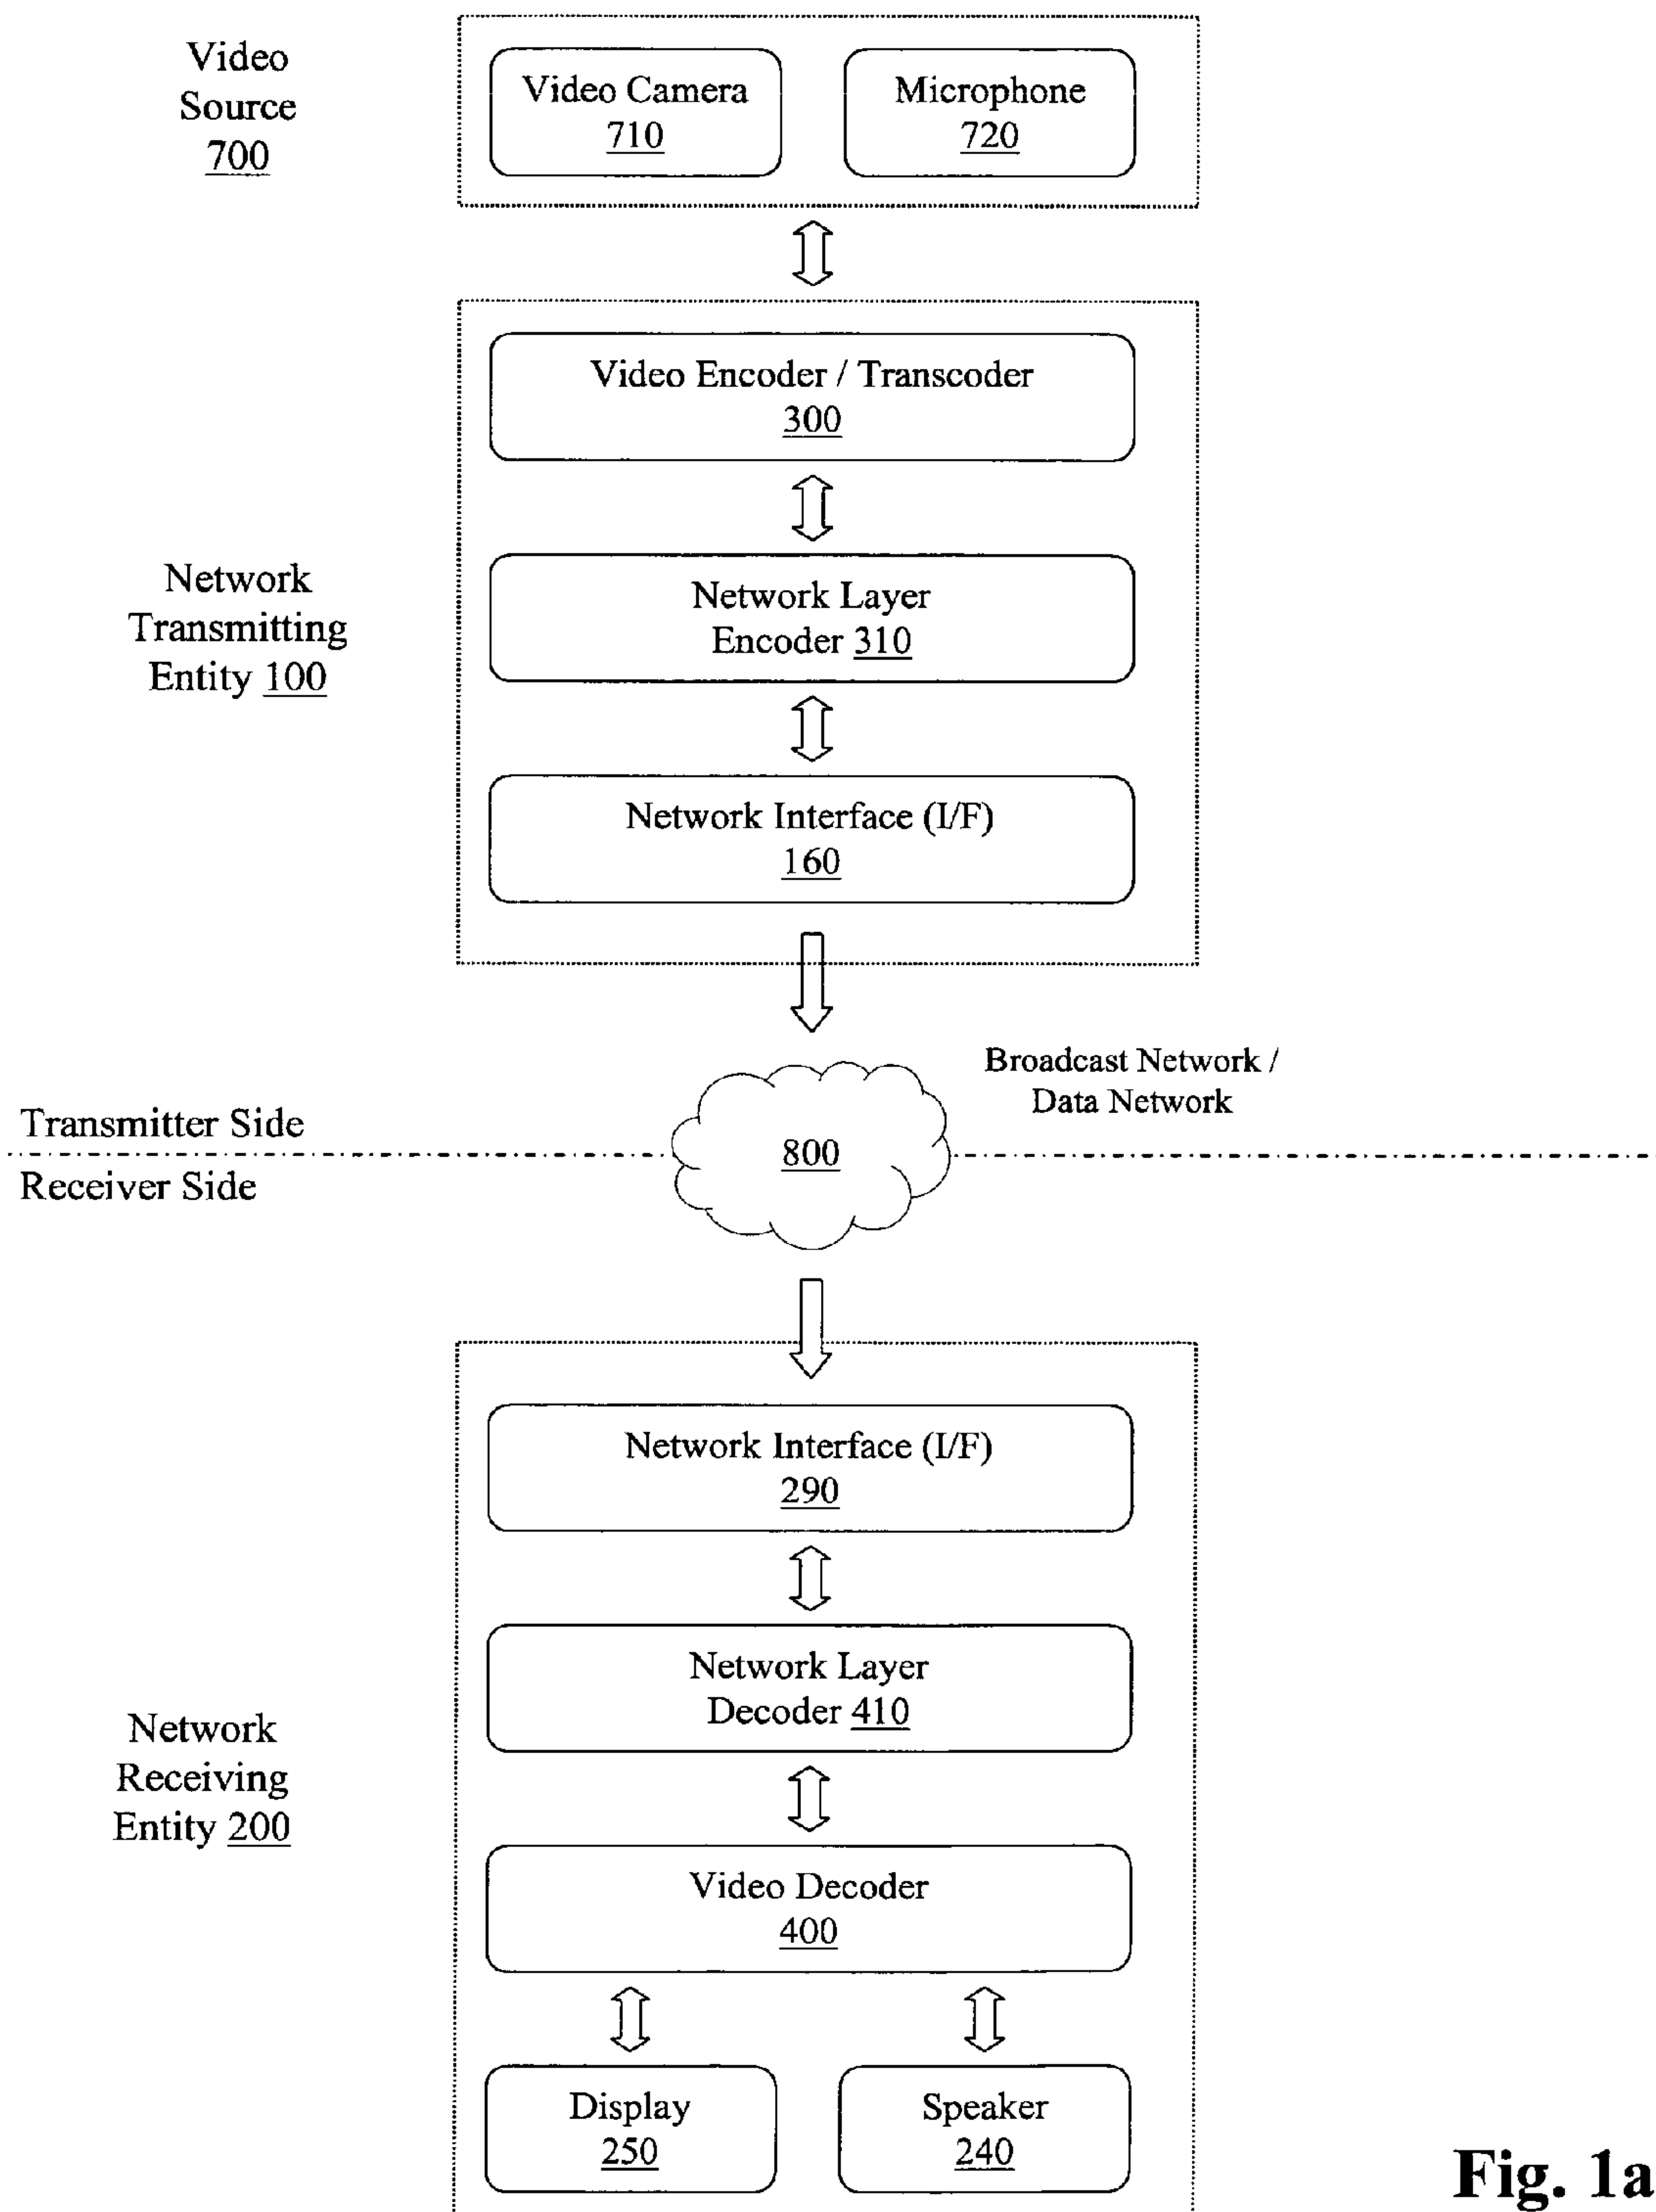 Video
Source
700
Video Camera
710
Microphone
720
Video Encoder / Transcoder
300
Network
Transmitting
Entity 100
Network Layer
Encoder 310
Network Interface (I/F)
160
Broadcast Network /
Data Network
Transmitter Side
800
Receiver Side
Network Interface (I/F)
290
Network Layer
Decoder 410
Network
Receiving
Entity 200
Video Decoder
400
Display
250
Speaker
240
Fig. 1a